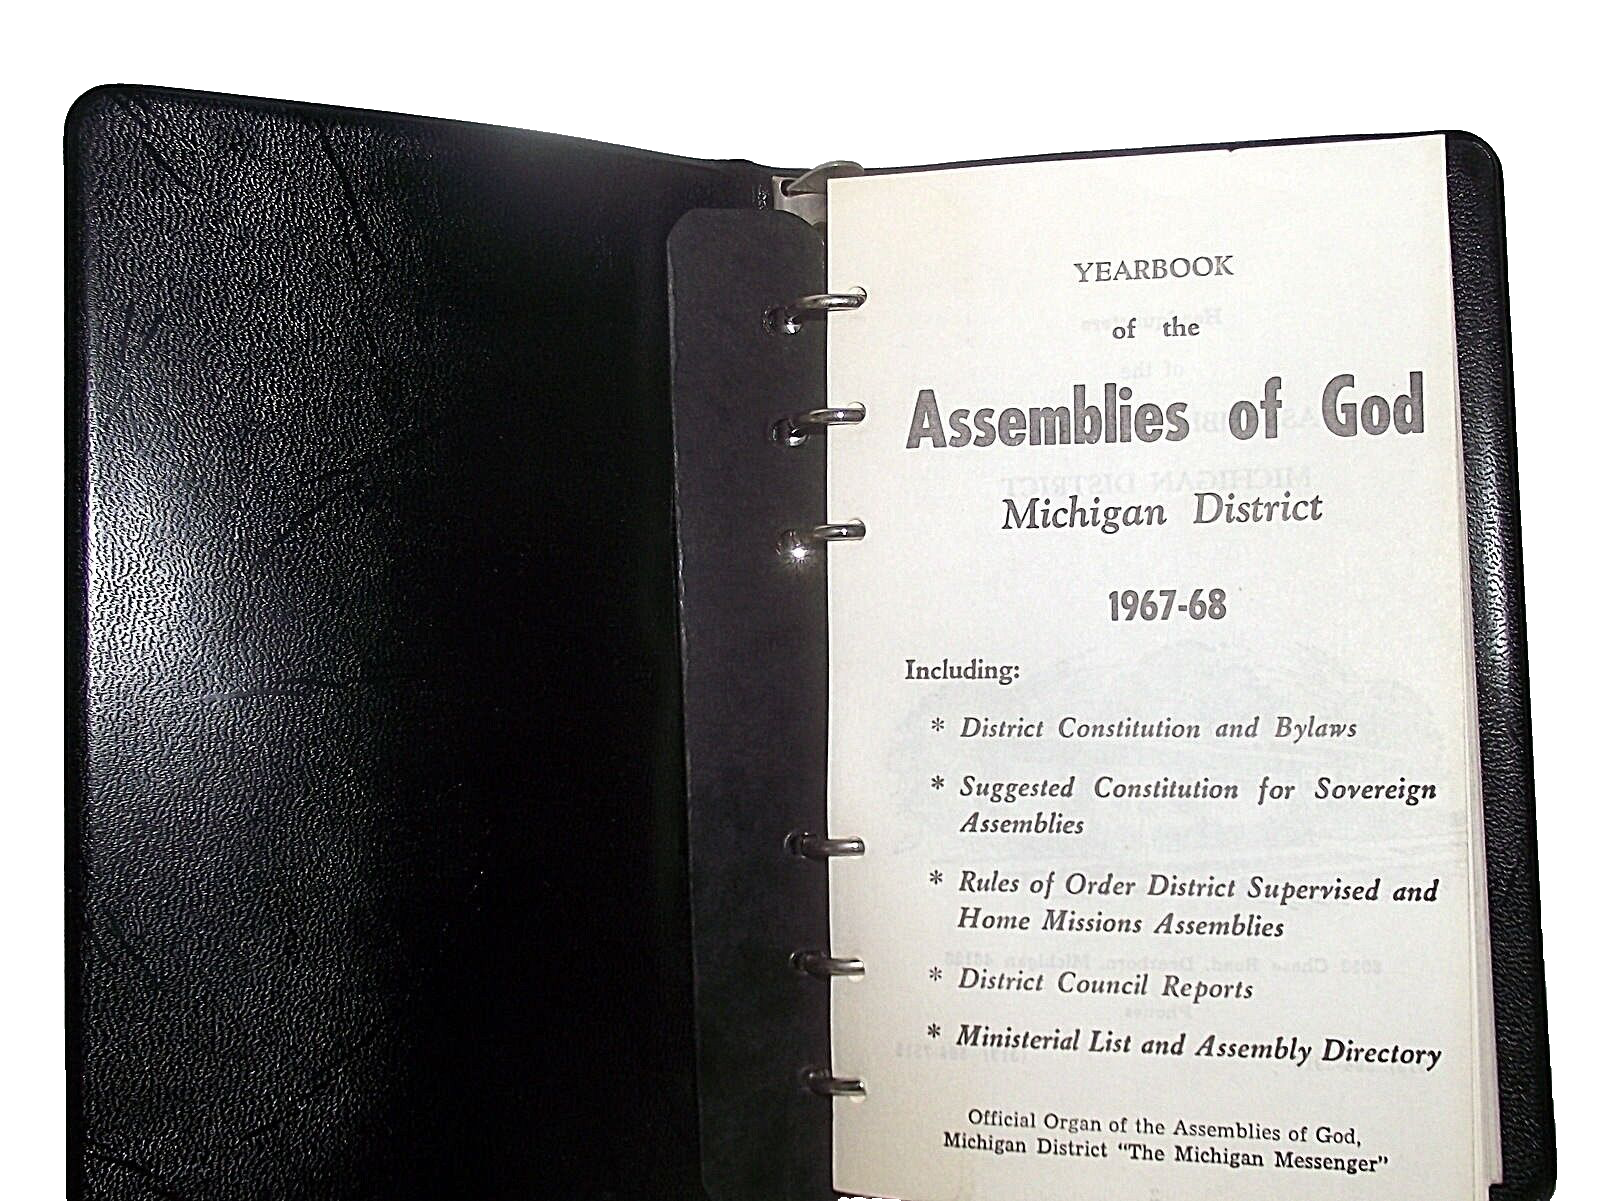 YEARBOOK
of the
Assemblies of God
Michigan District
1967-68
Including:
* District Constitution and Bylaws
* Suggested Constitution for Sovereign
Assemblies
* Rules of Order District Supervised and
Home Missions Assemblies
* District Council Reports
* Ministerial List and Assembly Directory
Official Organ of the Assemblies of God,
Michigan District "The Michigan Messenger"